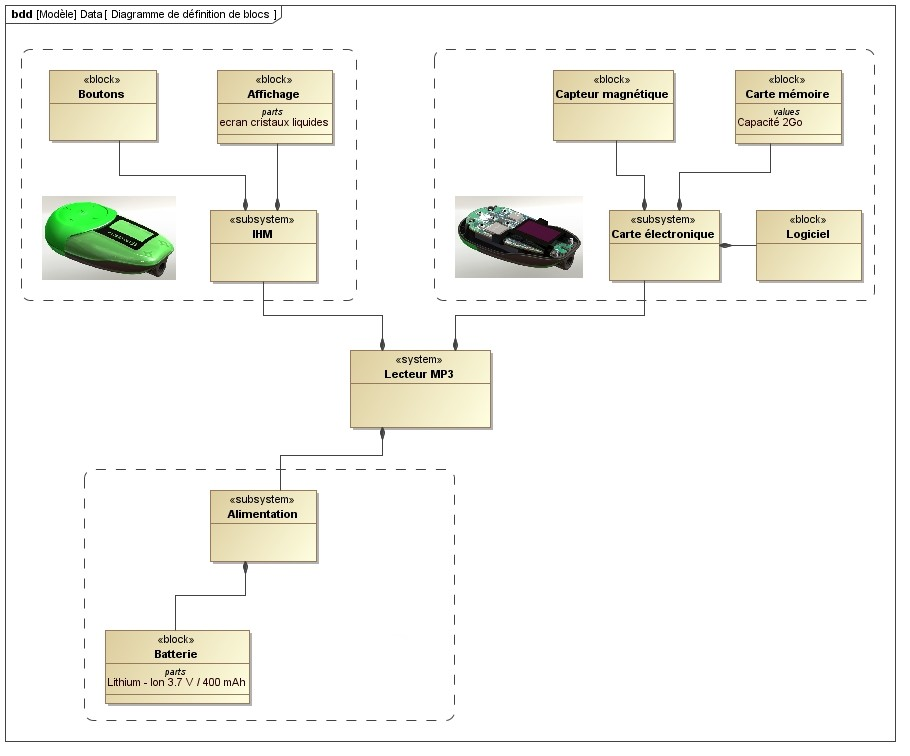 bdd [Modèle] Data [ Diagramme de définition de blocs ]
«block»
Boutons
«block»
Affichage
parts
ecran cristaux liquides
«block»
Capteur magnétique
«block»
Carte mémoire
values
Capacité 2Go
«subsystem»
IHM
«subsystem»
Carte électronique
«block»
Logiciel
«system»
Lecteur MP3
«subsystem»
Alimentation
«block»
Batterie
parts
Lithium - Ion 3.7 V / 400 mAh